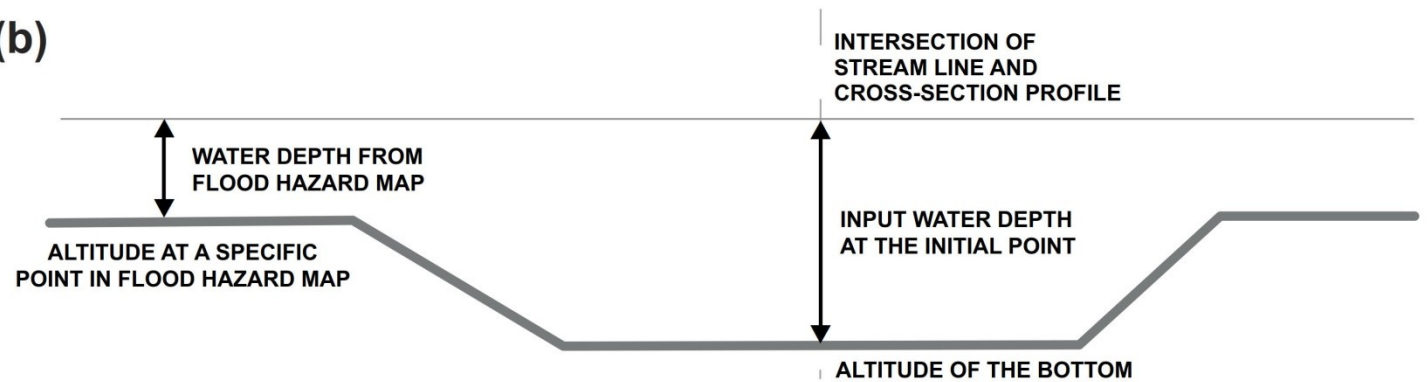 (b)
INTERSECTION OF
STREAM LINE AND
CROSS-SECTION PROFILE
WATER DEPTH FROM
FLOOD HAZARD MAP
INPUT WATER DEPTH
AT THE INITIAL POINT
ALTITUDE AT A SPECIFIC
POINT IN FLOOD HAZARD MAP
ALTITUDE OF THE BOTTOM